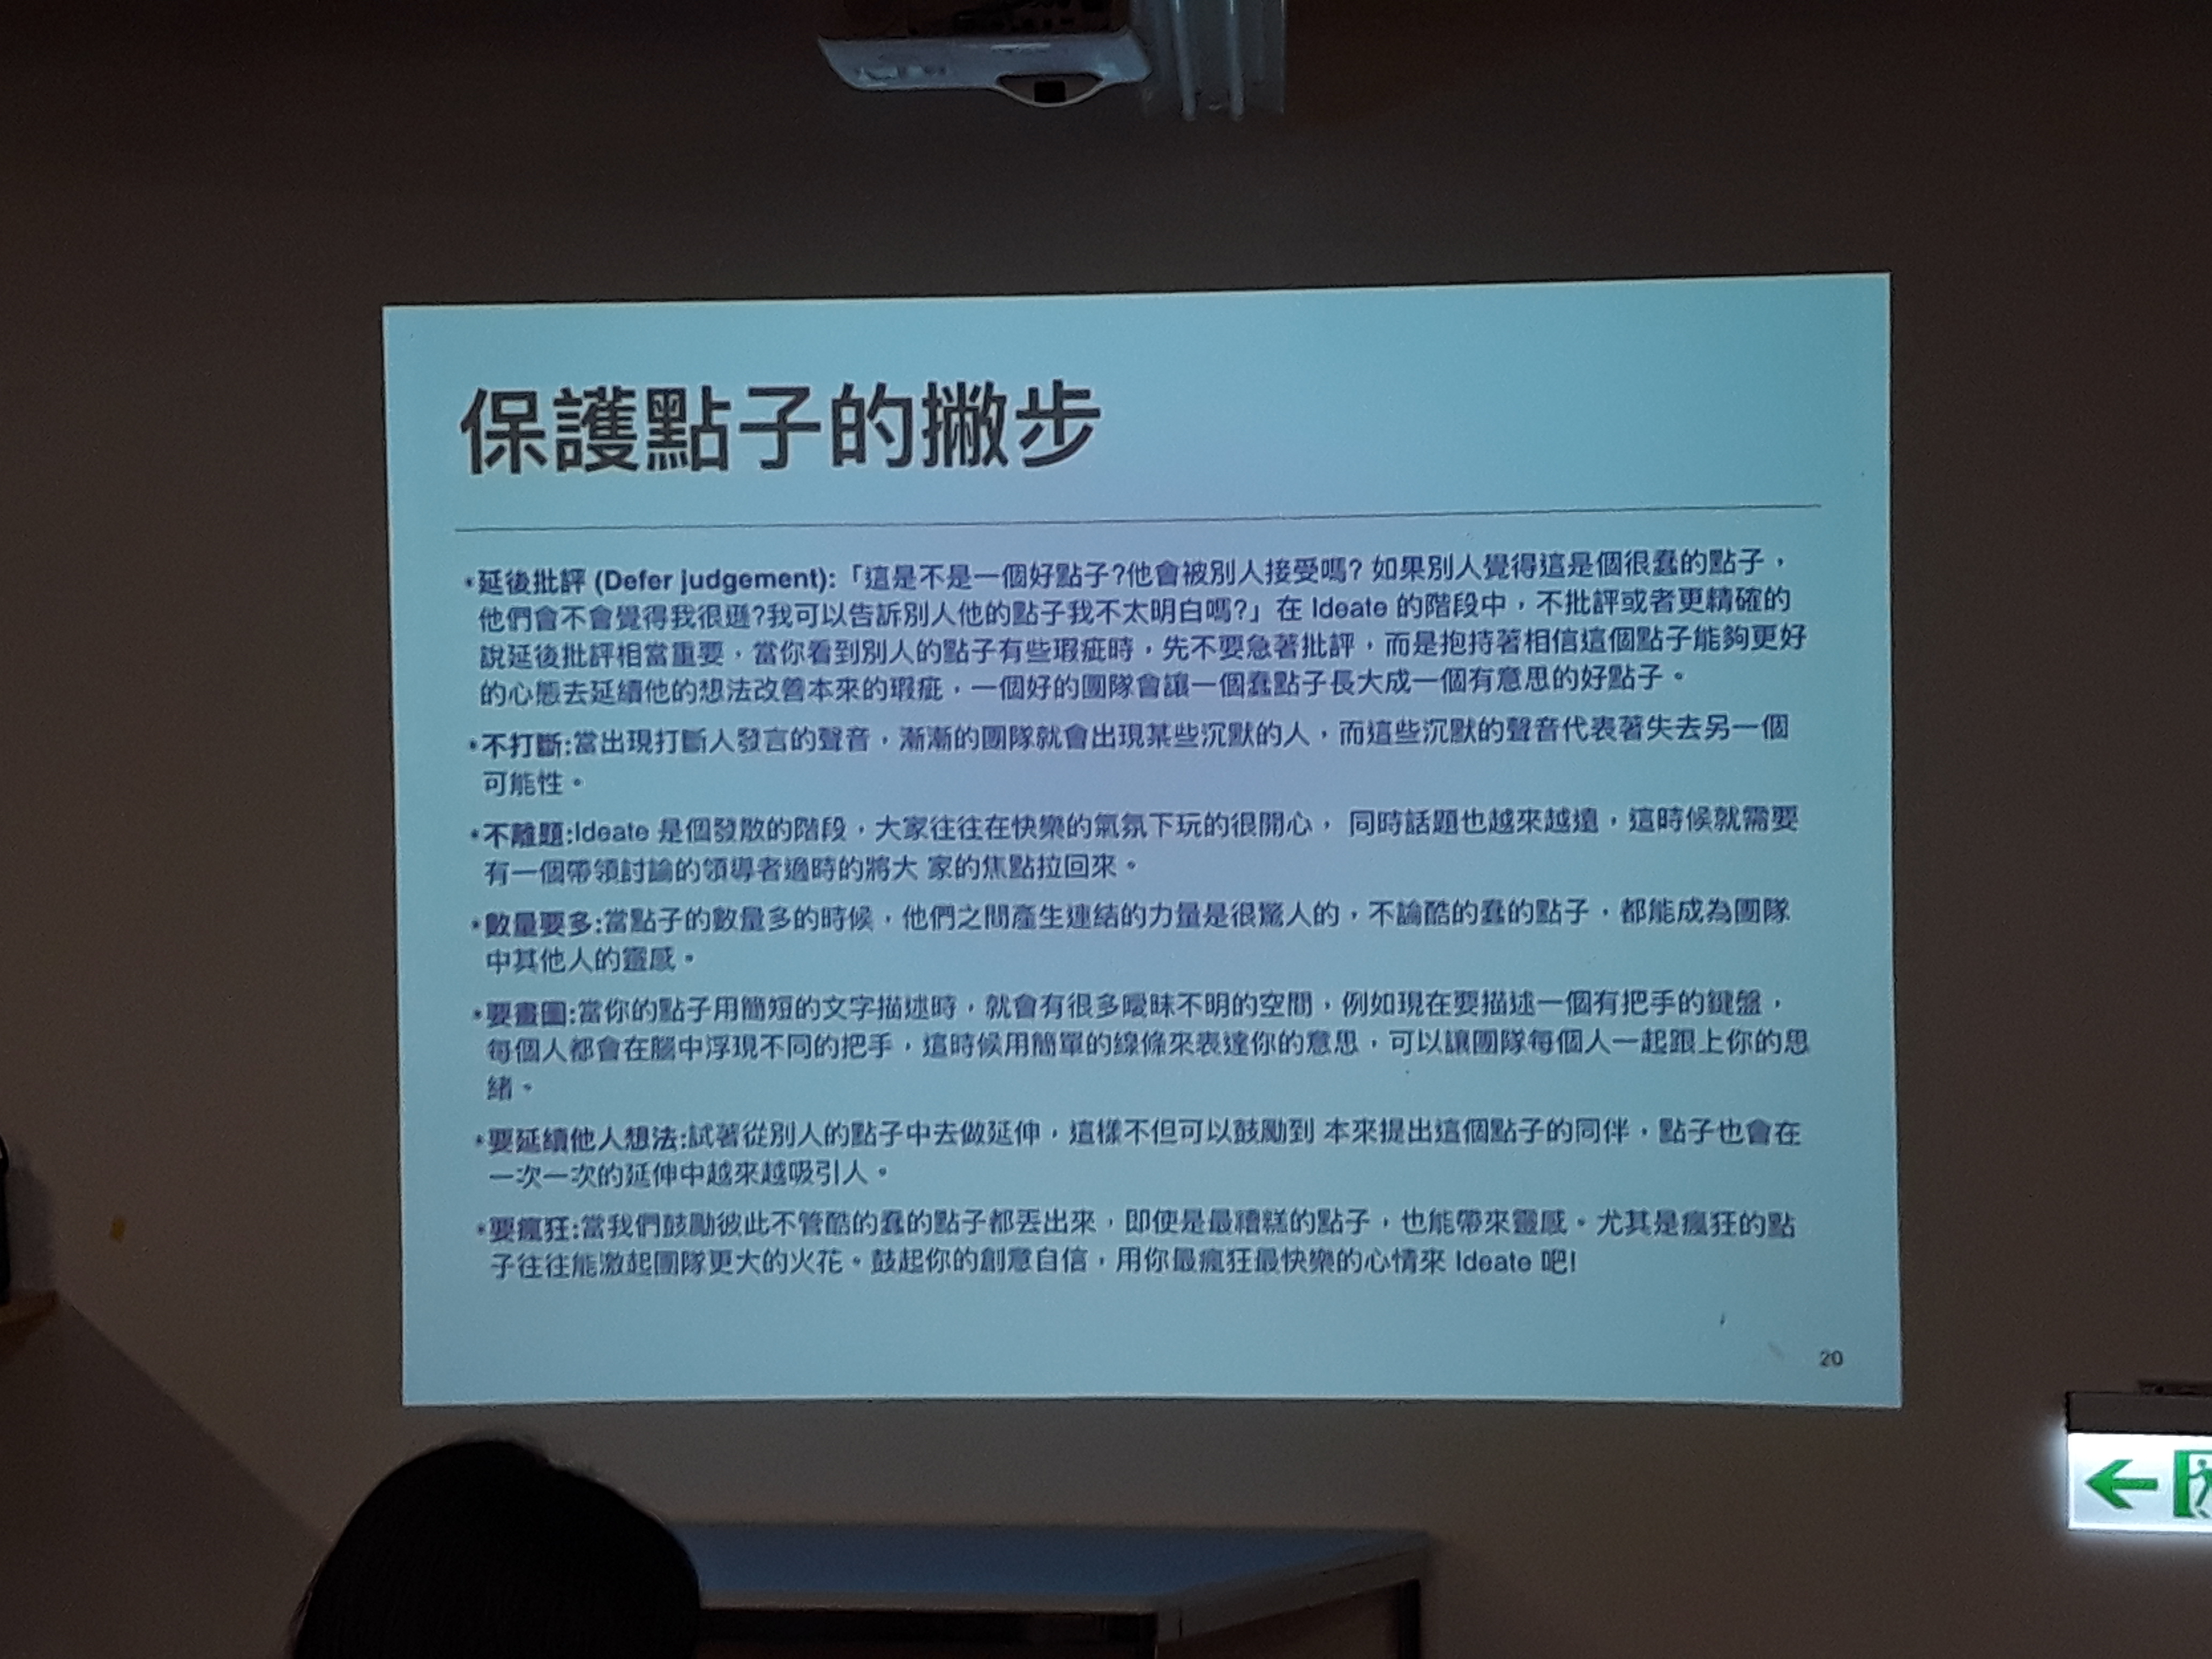 保護點子的撇步
•延後批評 (Defer judgement):「這是不是一個好點子?他會被別人接受嗎? 如果別人覺得這是個很蠢的點子，
他們會不會覺得我很遜?我可以告訴別人他的點子我不太明白嗎?」在 Ideate 的階段中，不批評或者更精確的
說延後批評相當重要，當你看到別人的點子有些瑕疵時，先不要急著批評，而是抱持著相信這個點子能夠更好
的心態去延續他的想法改善本來的瑕疵，一個好的團隊會讓一個蠢點子長大成一個有意思的好點子。
•不打斷:當出現打斷人發言的聲音，漸漸的團隊就會出現某些沉默的人，而這些沉默的聲音代表著失去另一個
可能性。
•不離題:Ideate 是個發散的階段，大家往往在快樂的氣氛下玩的很開心， 同時話題也越來越遠，這時候就需要
有一個帶領討論的領導者適時的將大 家的焦點拉回來。
•數量要多:當點子的數量多的時候，他們之間產生連結的力量是很驚人的，不論酷的蠢的點子，都能成為團隊
中其他人的靈感。
•要畫圖:當你的點子用簡短的文字描述時，就會有很多曖昧不明的空間，例如現在要描述一個有把手的鍵盤，
每個人都會在腦中浮現不同的把手，這時候用簡單的線條來表達你的意思，可以讓團隊每個人一起跟上你的思
緒。
•要延續他人想法:試著從別人的點子中去做延伸，這樣不但可以鼓勵到 本來提出這個點子的同伴，點子也會在
一次一次的延伸中越來越吸引人。
•要瘋狂:當我們鼓勵彼此不管酷的蠢的點子都丟出來，即使是最糟糕的點子，也能帶來靈感。尤其是瘋狂的點
子往往能激起團隊更大的火花。鼓起你的創意自信，用你最瘋狂最快樂的心情來 Ideate 吧!
20